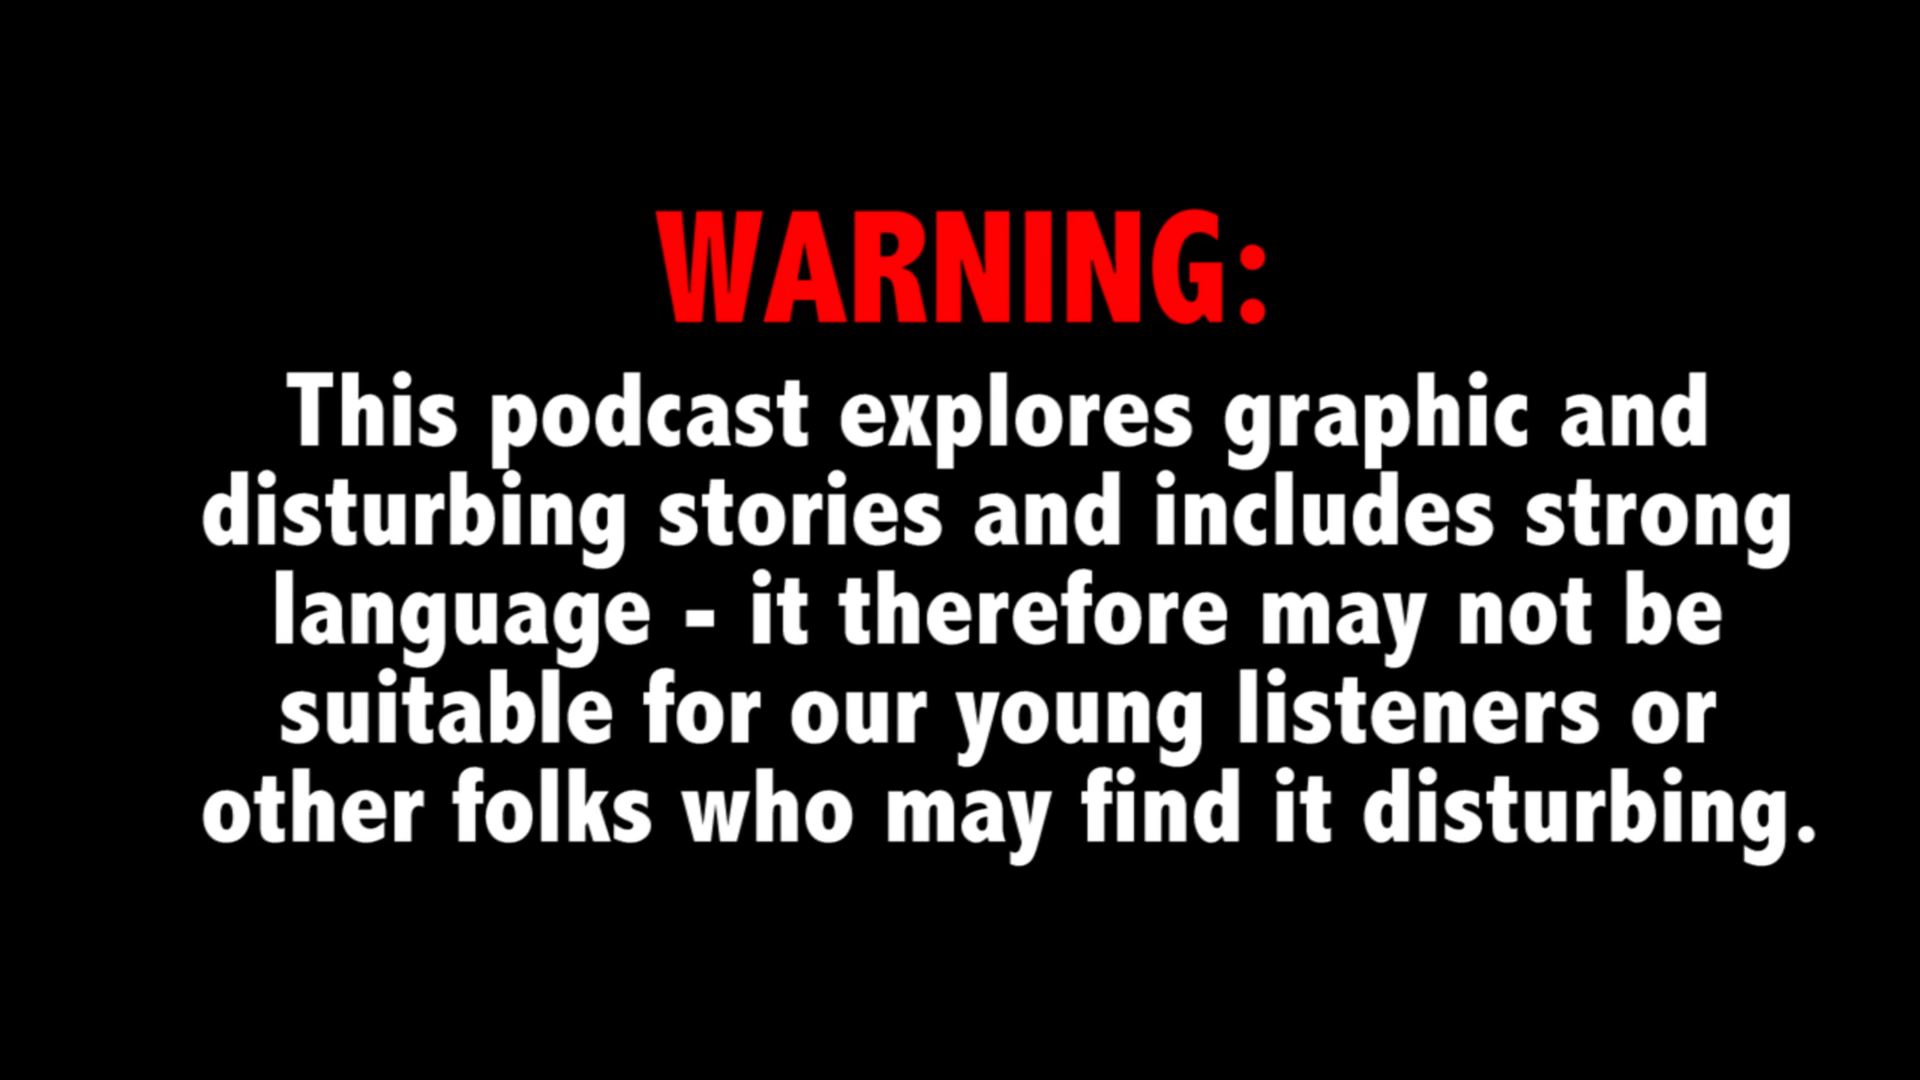 WARNING:
This podcast explores graphic and
disturbing stories and includes strong
language - it therefore may not be
suitable for our young listeners or
other folks who may find it disturbing.